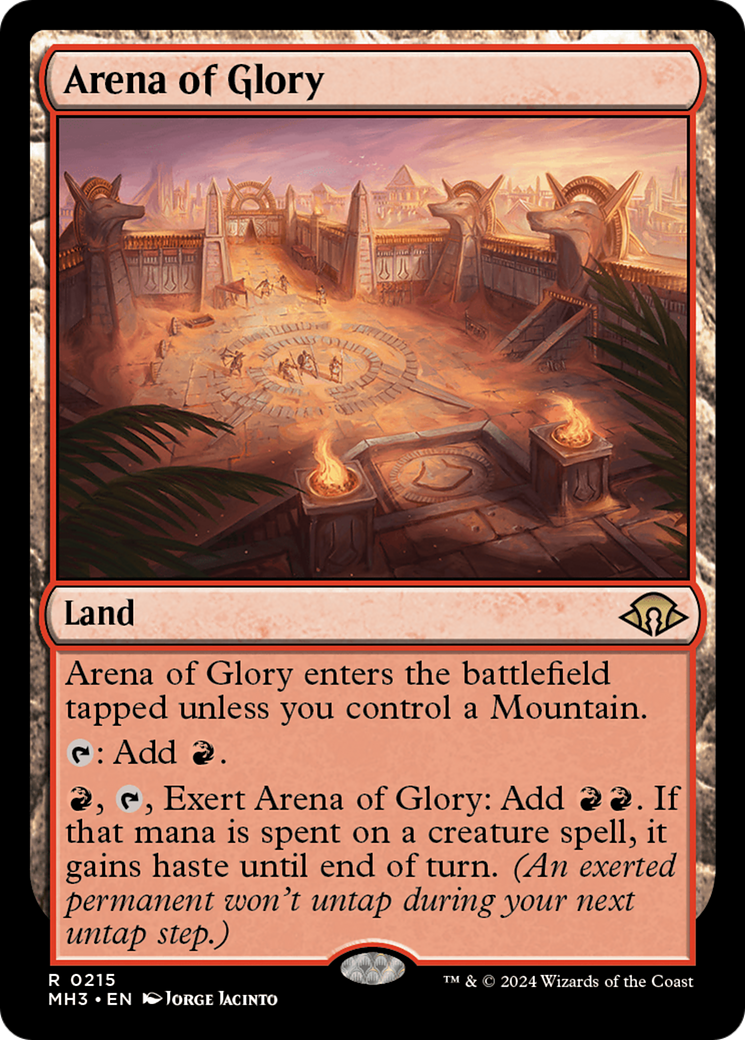 Arena of Glory
Land
Arena of Glory enters the battlefield
tapped unless you control a Mountain.
: Add .
, , Exert Arena of Glory: Add . If
that mana is spent on a creature spell, it
gains haste until end of turn. (An exerted
permanent won't untap during your next
untap step.)
R 0215
MH3 • EN Jorge Jacinto
™ & © 2024 Wizards of the Coast